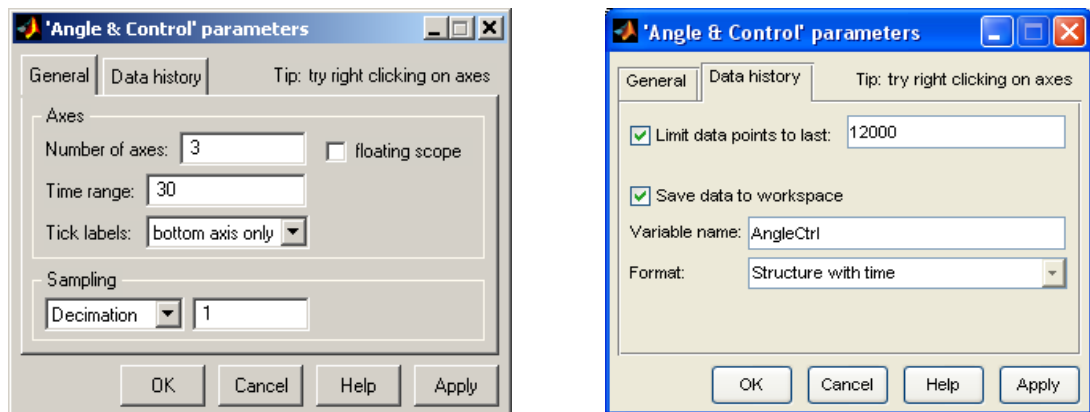 'Angle & Control' parameters
General Data history Tip: try right clicking on axes
Axes
Number of axes: 3 floating scope
Time range: 30
Tick labels: bottom axis only
Sampling
Decimation 1
OK Cancel Help Apply
'Angle & Control' parameters
General Data history Tip: try right clicking on axes
Limit data points to last: 12000
Save data to workspace
Variable name: AngleCtrl
Format: Structure with time
OK Cancel Help Apply